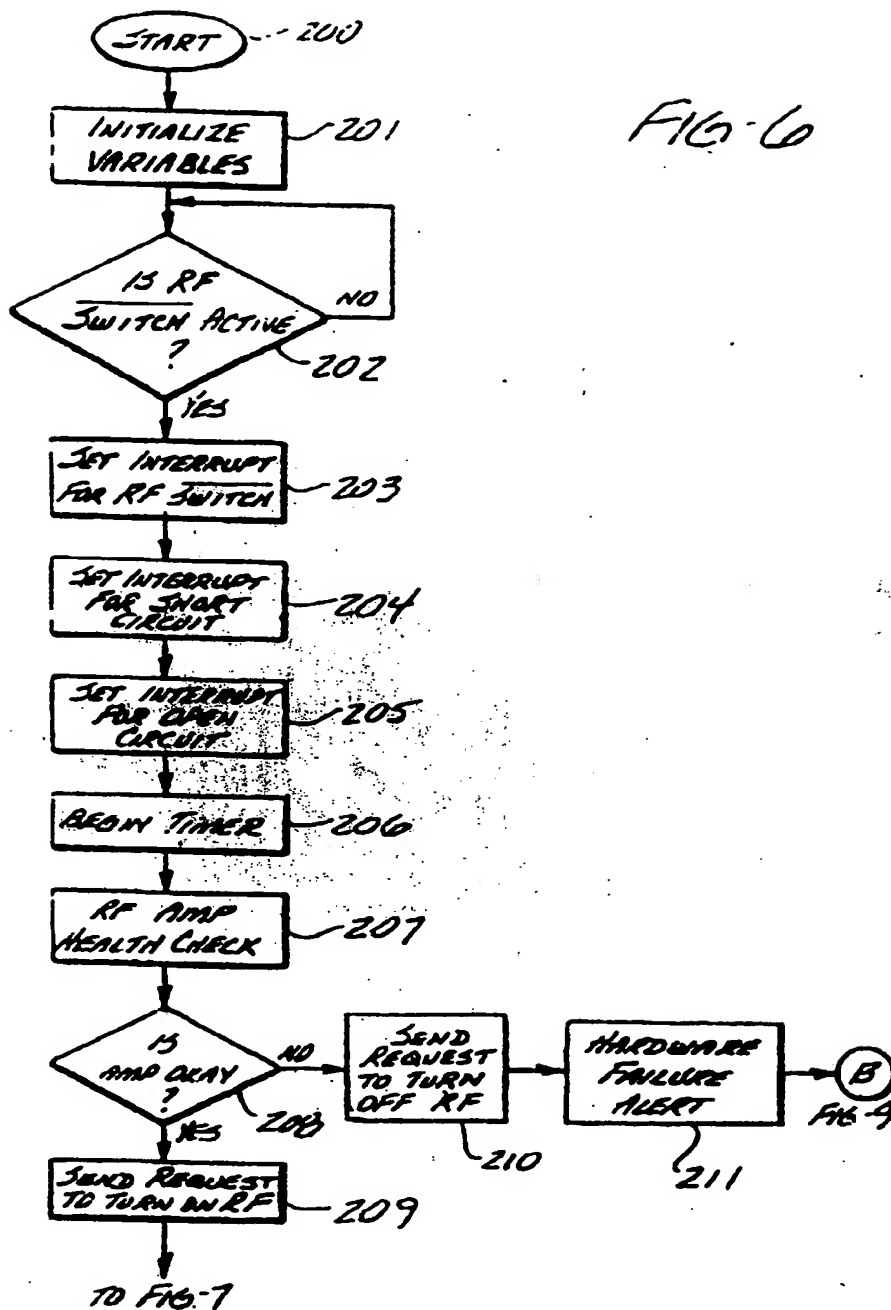 START
200
FIG-6
INITIALIZE
VARIABLES
201
IS RF
SWITCH ACTIVE
?
NO
202
YES
SET INTERRUPT
FOR RF SWITCH
203
SET INTERRUPT
FOR SHORT
CIRCUIT
204
SET INTERRUPT
FOR OPEN
CIRCUIT
205
BEGIN TIMER
206
RF AMP
HEALTH CHECK
207
IS
AMP OKAY
?
NO
208
YES
SEND REQUEST
TO TURN
OFF RF
210
HARDWARE
FAILURE
ALERT
211
B
FIG-9
SEND REQUEST
TO TURN ON RF
209
TO FIG-7